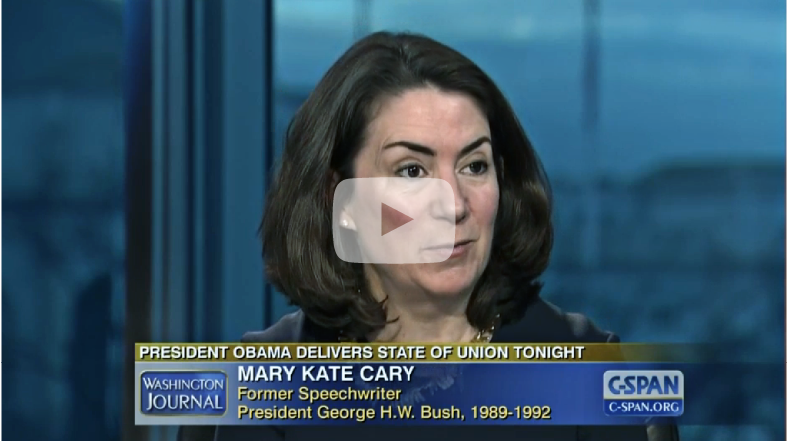 PRESIDENT OBAMA DELIVERS STATE OF UNION TONIGHT
WASHINGTON
JOURNAL
MARY KATE CARY
Former Speechwriter
President George H.W. Bush, 1989-1992
C-SPAN
C-SPAN.ORG